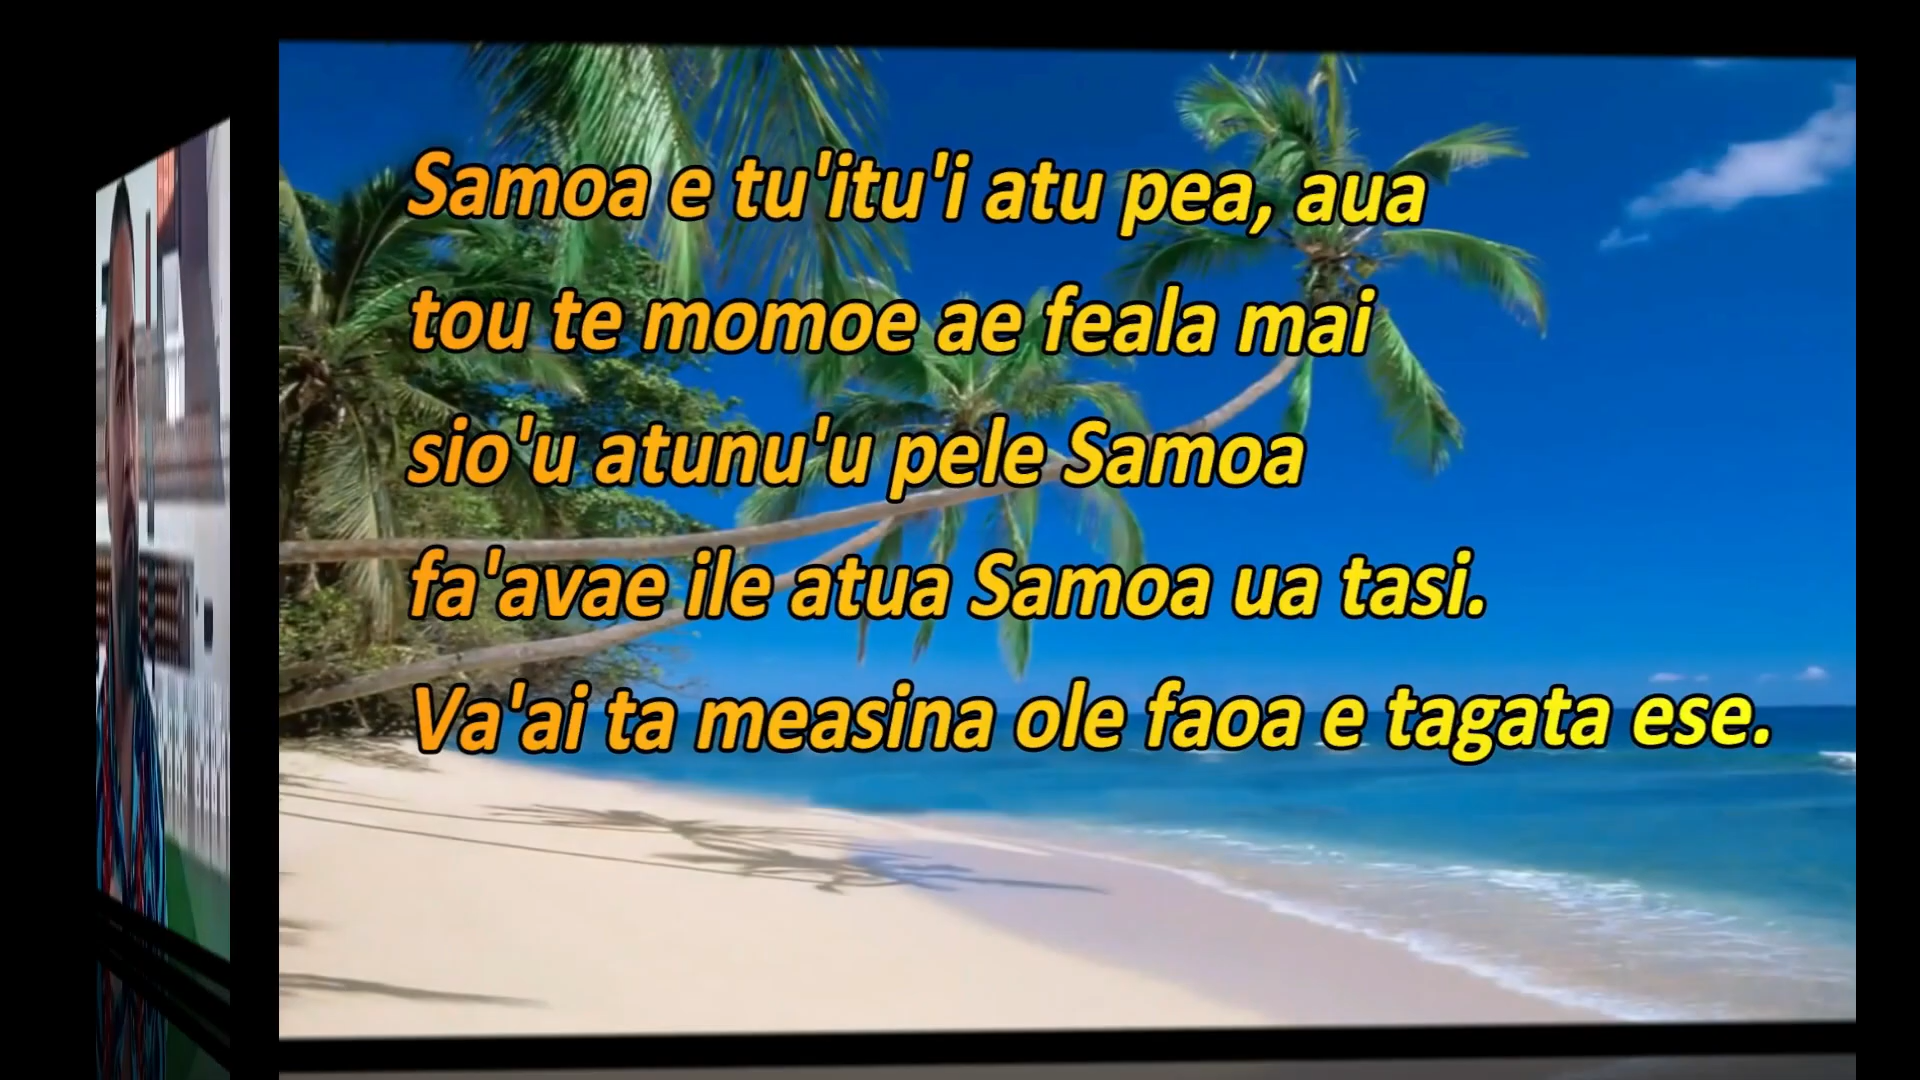 Samoa e tu'itu'i atu pea, aua
tou te momoe ae feala mai
sio'u atunu'u pele Samoa
fa'avae ile atua Samoa ua tasi.
Va'ai ta measina ole faoa e tagata ese.